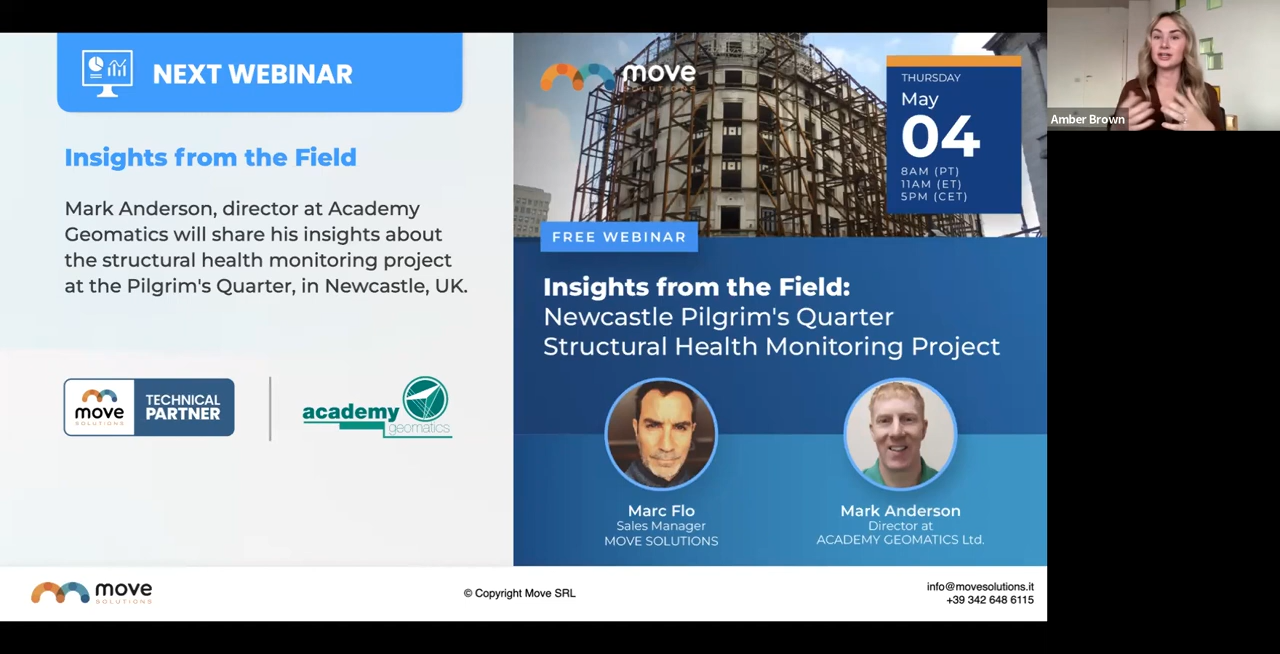 NEXT WEBINAR
Insights from the Field
Mark Anderson, director at Academy
Geomatics will share his insights about
the structural health monitoring project
at the Pilgrim's Quarter, in Newcastle, UK.
move
SOLUTIONS
TECHNICAL
PARTNER
academy
geomatics
move
SOLUTIONS
THURSDAY
May
04
8AM (PT)
11AM (ET)
5PM (CET)
FREE WEBINAR
Insights from the Field:
Newcastle Pilgrim's Quarter
Structural Health Monitoring Project
Marc Flo
Sales Manager
MOVE SOLUTIONS
Mark Anderson
Director at
ACADEMY GEOMATICS Ltd.
move
SOLUTIONS
© Copyright Move SRL
info@movesolutions.it
+39 342 648 6115
Amber Brown